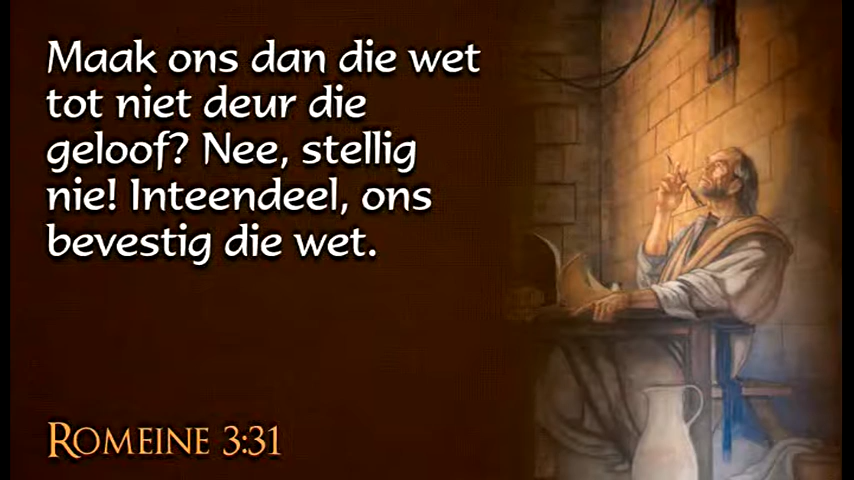 Maak ons dan die wet
tot niet deur die
geloof? Nee, stellig
nie! Inteendeel, ons
bevestig die wet.
Romeine 3:31